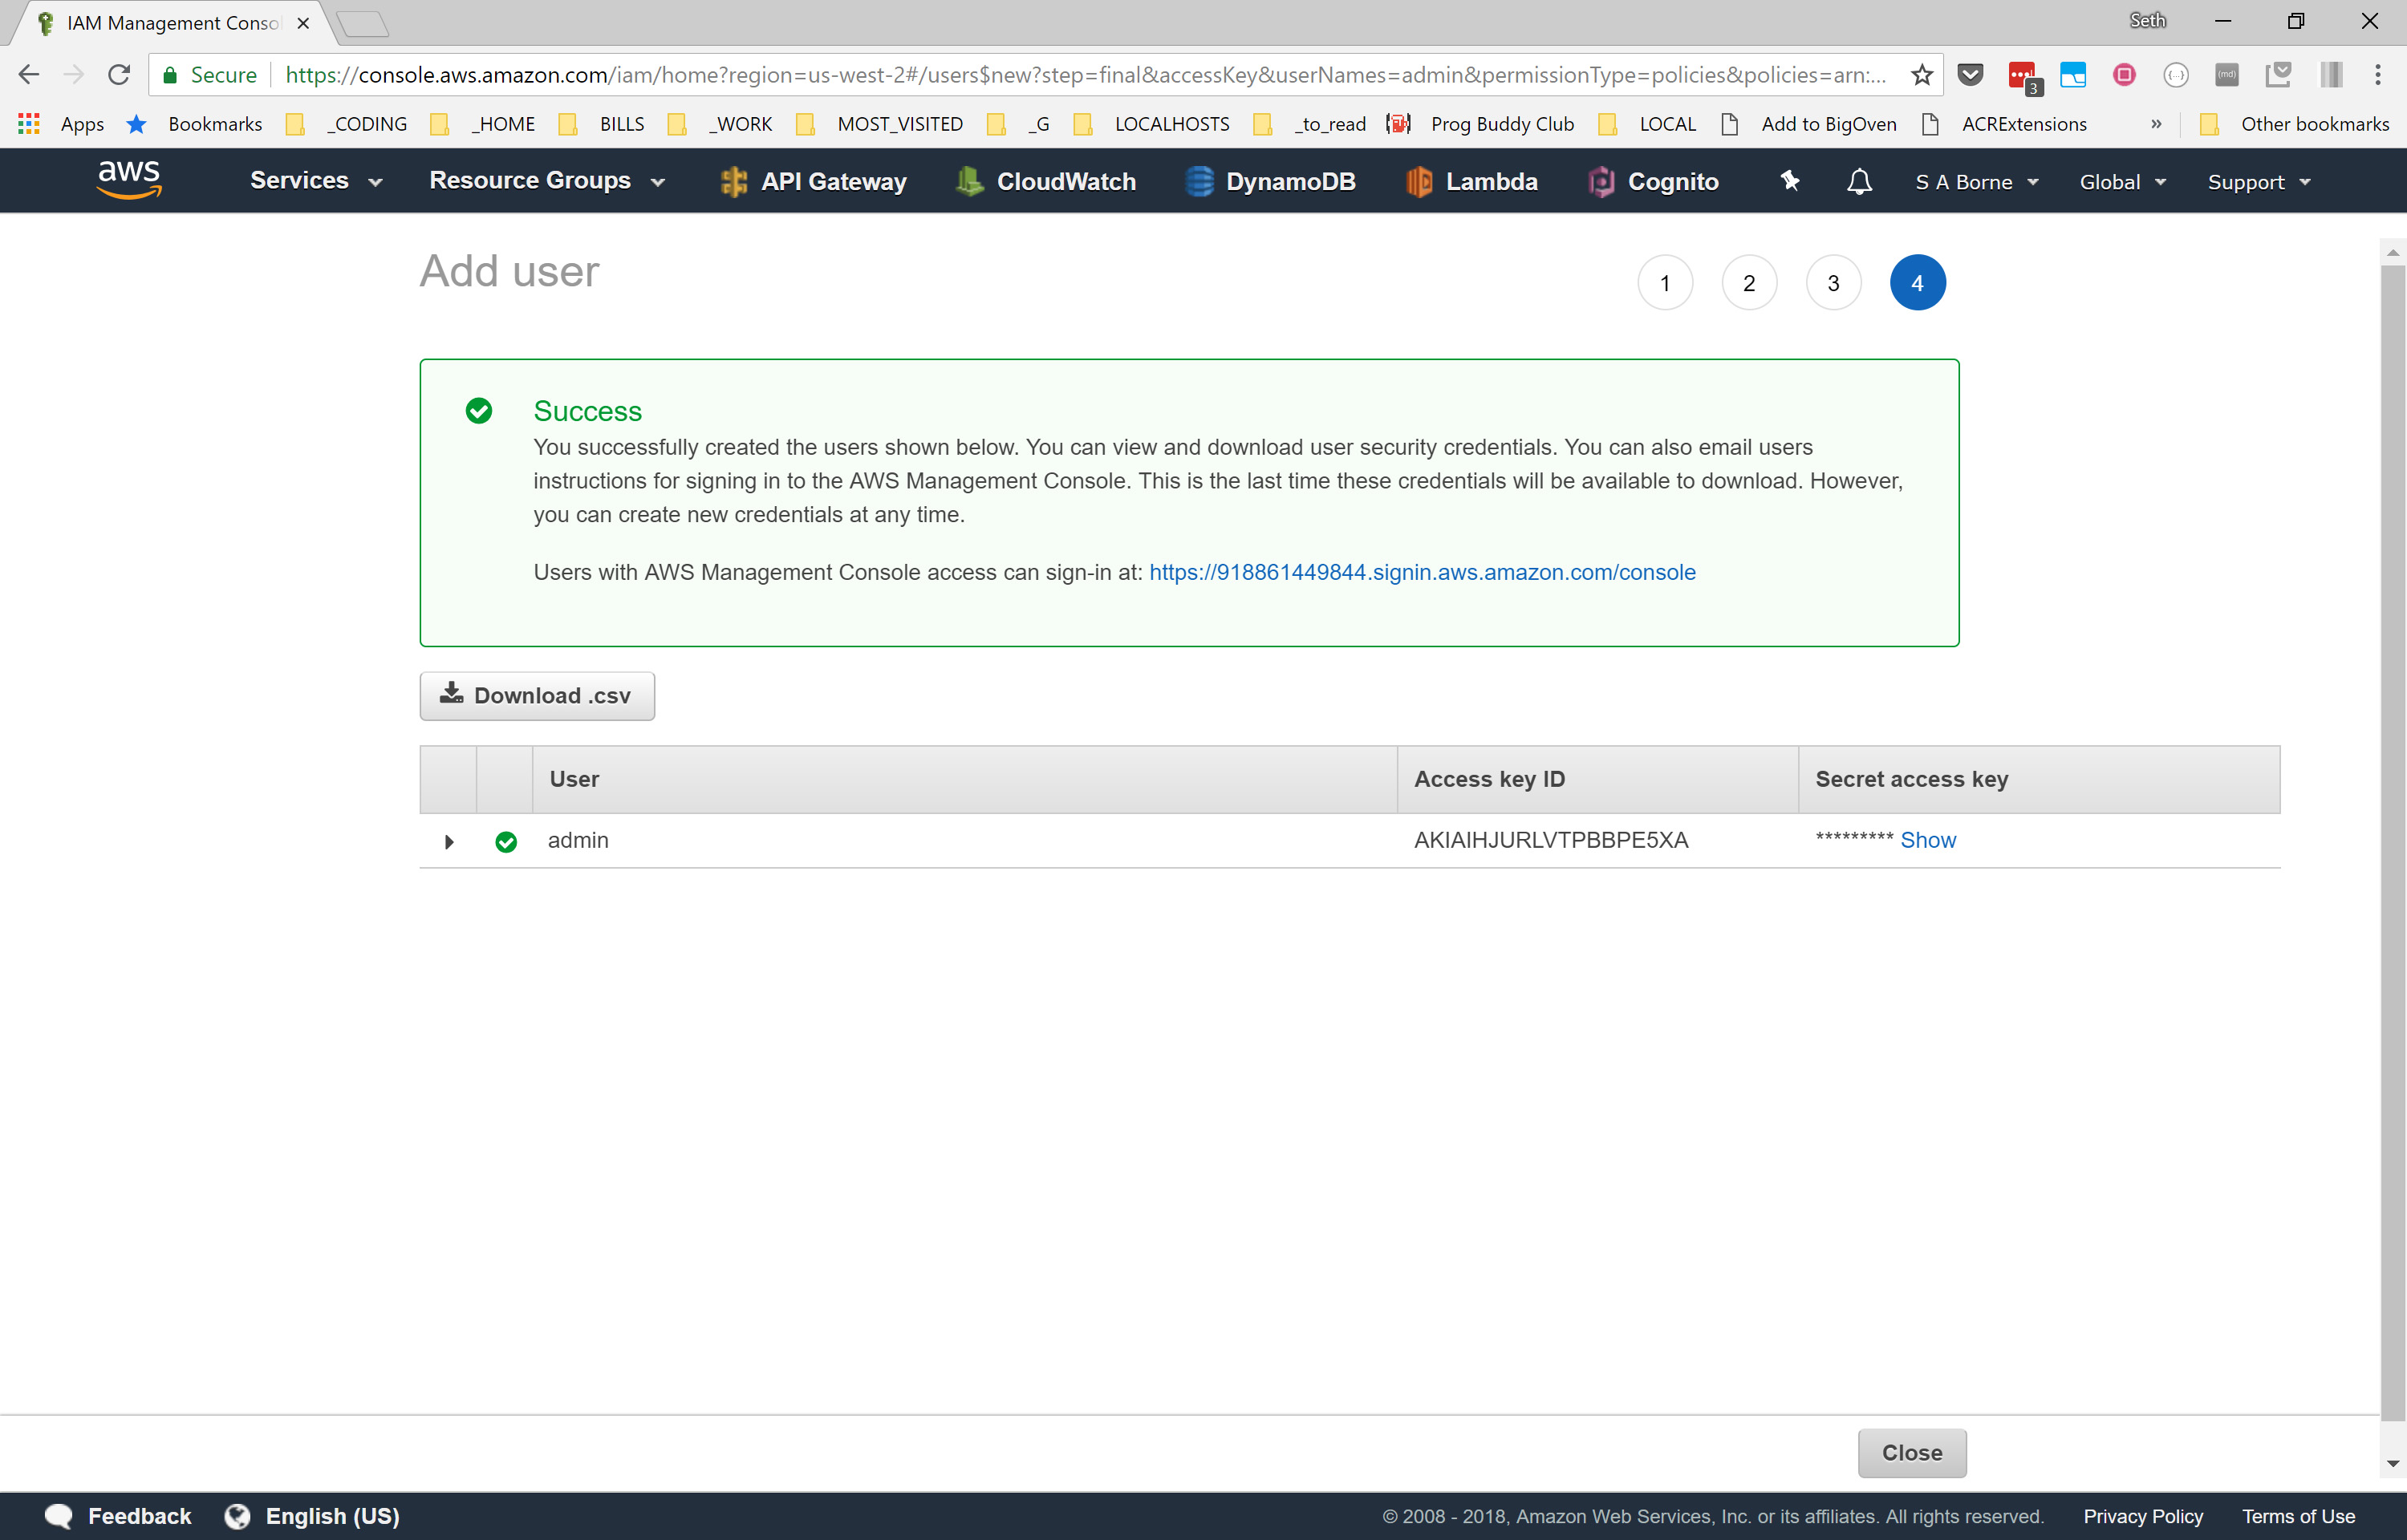 IAM Management Conso
Seth
Secure
https://console.aws.amazon.com/iam/home?region=us-west-2#/users$new?step=final&accessKey&userNames=admin&permissionType=policies&policies=arn:...
3
Apps
Bookmarks
_CODING
_HOME
BILLS
_WORK
MOST_VISITED
_G
LOCALHOSTS
_to_read
Prog Buddy Club
LOCAL
Add to BigOven
ACRExtensions
»
Other bookmarks
aws
Services
Resource Groups
API Gateway
CloudWatch
DynamoDB
Lambda
Cognito
S A Borne
Global
Support
Add user
1 2 3 4
Success
You successfully created the users shown below. You can view and download user security credentials. You can also email users
instructions for signing in to the AWS Management Console. This is the last time these credentials will be available to download. However,
you can create new credentials at any time.
Users with AWS Management Console access can sign-in at: https://918861449844.signin.aws.amazon.com/console
Download .csv
User Access key ID Secret access key
admin AKIAIHJURLVTPBBPE5XA ********* Show
Close
Feedback
English (US)
© 2008 - 2018, Amazon Web Services, Inc. or its affiliates. All rights reserved.
Privacy Policy
Terms of Use